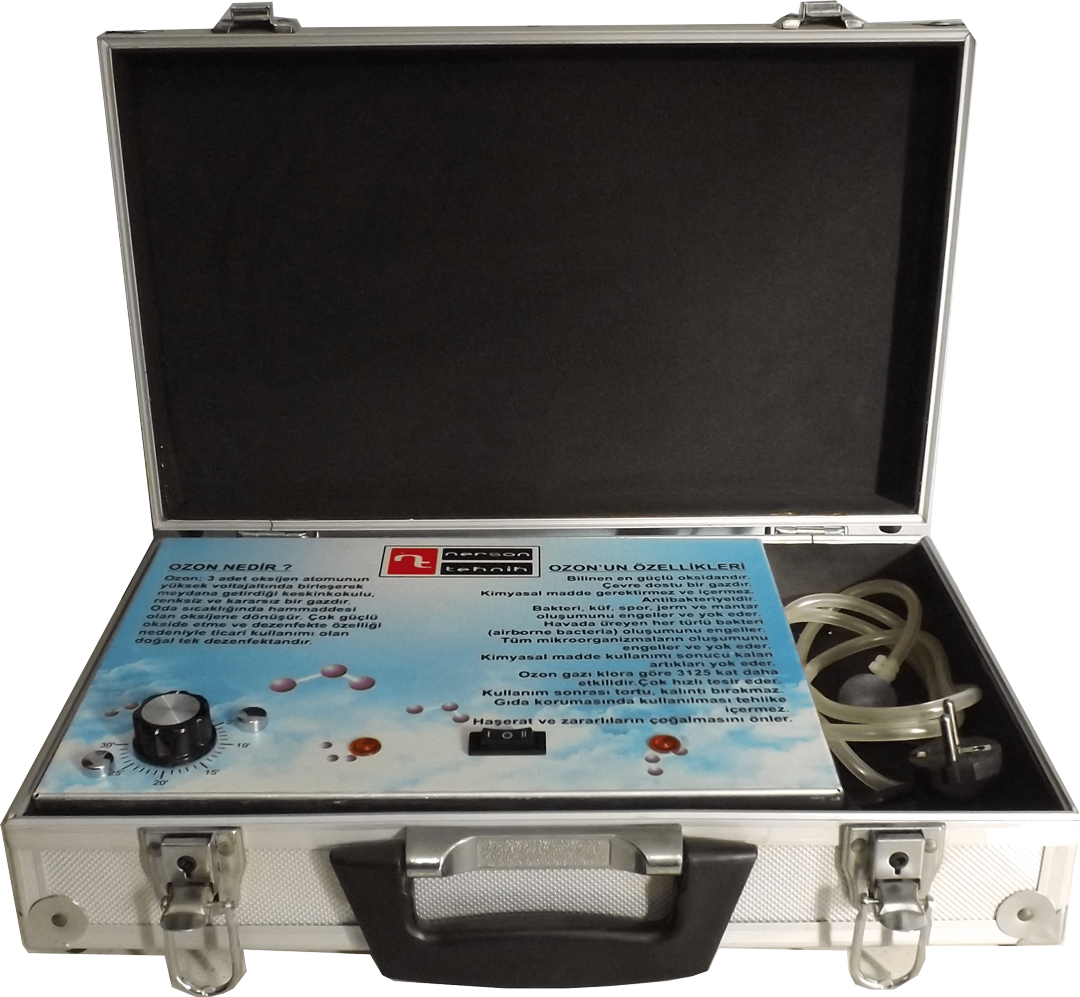 nerson
tehnik
OZON NEDİR ?
Ozon; 3 adet oksijen atomunun
yüksek voltajaltında birleşerek
meydana getirdiği keskinkokulu,
renksiz ve kararsız bir gazdır.
Oda sıcaklığında hammaddesi
olan oksijene dönüşür. Çok güçlü
okside etme ve dezenfekte özelliği
nedeniyle ticari kullanımı olan
doğal tek dezenfektandır.
OZON'UN ÖZELLİKLERİ
Bilinen en güçlü oksidandır.
Çevre dostu bir gazdır.
Kimyasal madde gerektirmez ve içermez.
Antibakteriyeldir.
Bakteri, küf, spor, jerm ve mantar
oluşumunu engeller ve yok eder.
Havada üreyen her türlü bakteri
(airborne bacteria) oluşumunu engeller.
Tüm mikroorganizmaların oluşumunu
engeller ve yok eder.
Kimyasal madde kullanımı sonucu kalan
artıkları yok eder.
Ozon gazı klora göre 3125 kat daha
etkilidir.Çok hızlı tesir eder.
Kullanım sonrası tortu, kalıntı bırakmaz.
Gıda korumasında kullanılması tehlike
içermez.
Haşerat ve zararlıların çoğalmasını önler.
30'
10'
25'
15'
20'
I O II